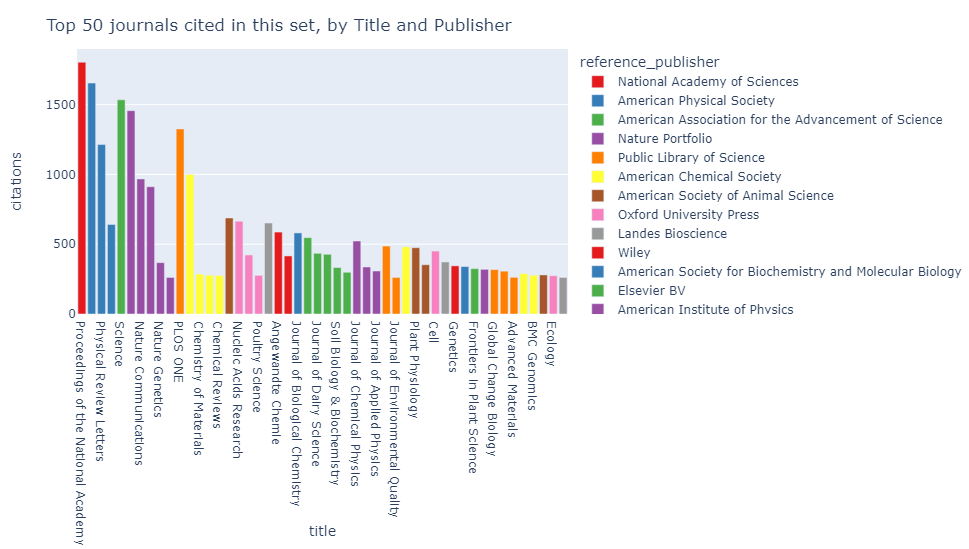 Top 50 journals cited in this set, by Title and Publisher
citations
1500
1000
500
0
Proceedings of the National Academy
Physical Review Letters
Science
Nature Communications
Nature Genetics
PLOS ONE
Chemistry of Materials
Chemical Reviews
Nucleic Acids Research
Poultry Science
Angewandte Chemie
Journal of Biological Chemistry
Journal of Dairy Science
Soil Biology & Biochemistry
Journal of Chemical Physics
Journal of Applied Physics
Journal of Environmental Quality
Plant Physiology
Cell
Genetics
Frontiers in Plant Science
Global Change Biology
Advanced Materials
BMC Genomics
Ecology
title
reference_publisher
National Academy of Sciences
American Physical Society
American Association for the Advancement of Science
Nature Portfolio
Public Library of Science
American Chemical Society
American Society of Animal Science
Oxford University Press
Landes Bioscience
Wiley
American Society for Biochemistry and Molecular Biology
Elsevier BV
American Institute of Physics